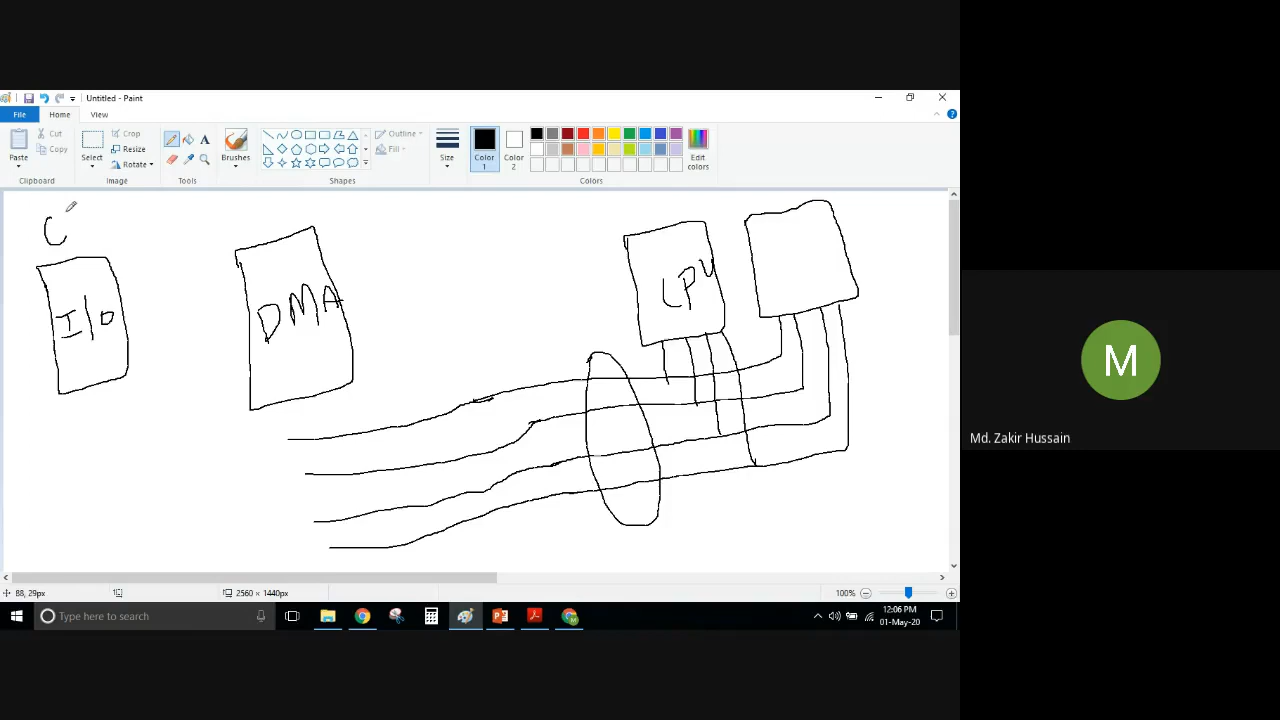 Untitled - Paint
File Home View
Paste
Cut
Copy
Clipboard
Select
Crop
Resize
Rotate
Image
Tools
Brushes
Outline
Fill
Shapes
Size
Color 1
Color 2
Edit colors
Colors
C
I/O
DMA
CPU
Md. Zakir Hussain
M
88, 29px
2560 × 1440px
100%
Type here to search
12:06 PM
01-May-20